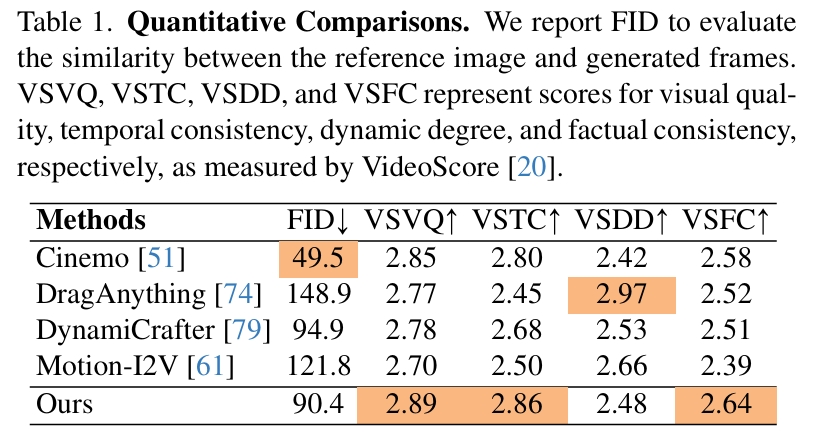 Table 1. Quantitative Comparisons. We report FID to evaluate
the similarity between the reference image and generated frames.
VSVQ, VSTC, VSDD, and VSFC represent scores for visual qual-
ity, temporal consistency, dynamic degree, and factual consistency,
respectively, as measured by VideoScore [20].
Methods FID↓ VSVQ↑ VSTC↑ VSDD↑ VSFC↑
Cinemo [51] 49.5 2.85 2.80 2.42 2.58
DragAnything [74] 148.9 2.77 2.45 2.97 2.52
DynamiCrafter [79] 94.9 2.78 2.68 2.53 2.51
Motion-I2V [61] 121.8 2.70 2.50 2.66 2.39
Ours 90.4 2.89 2.86 2.48 2.64